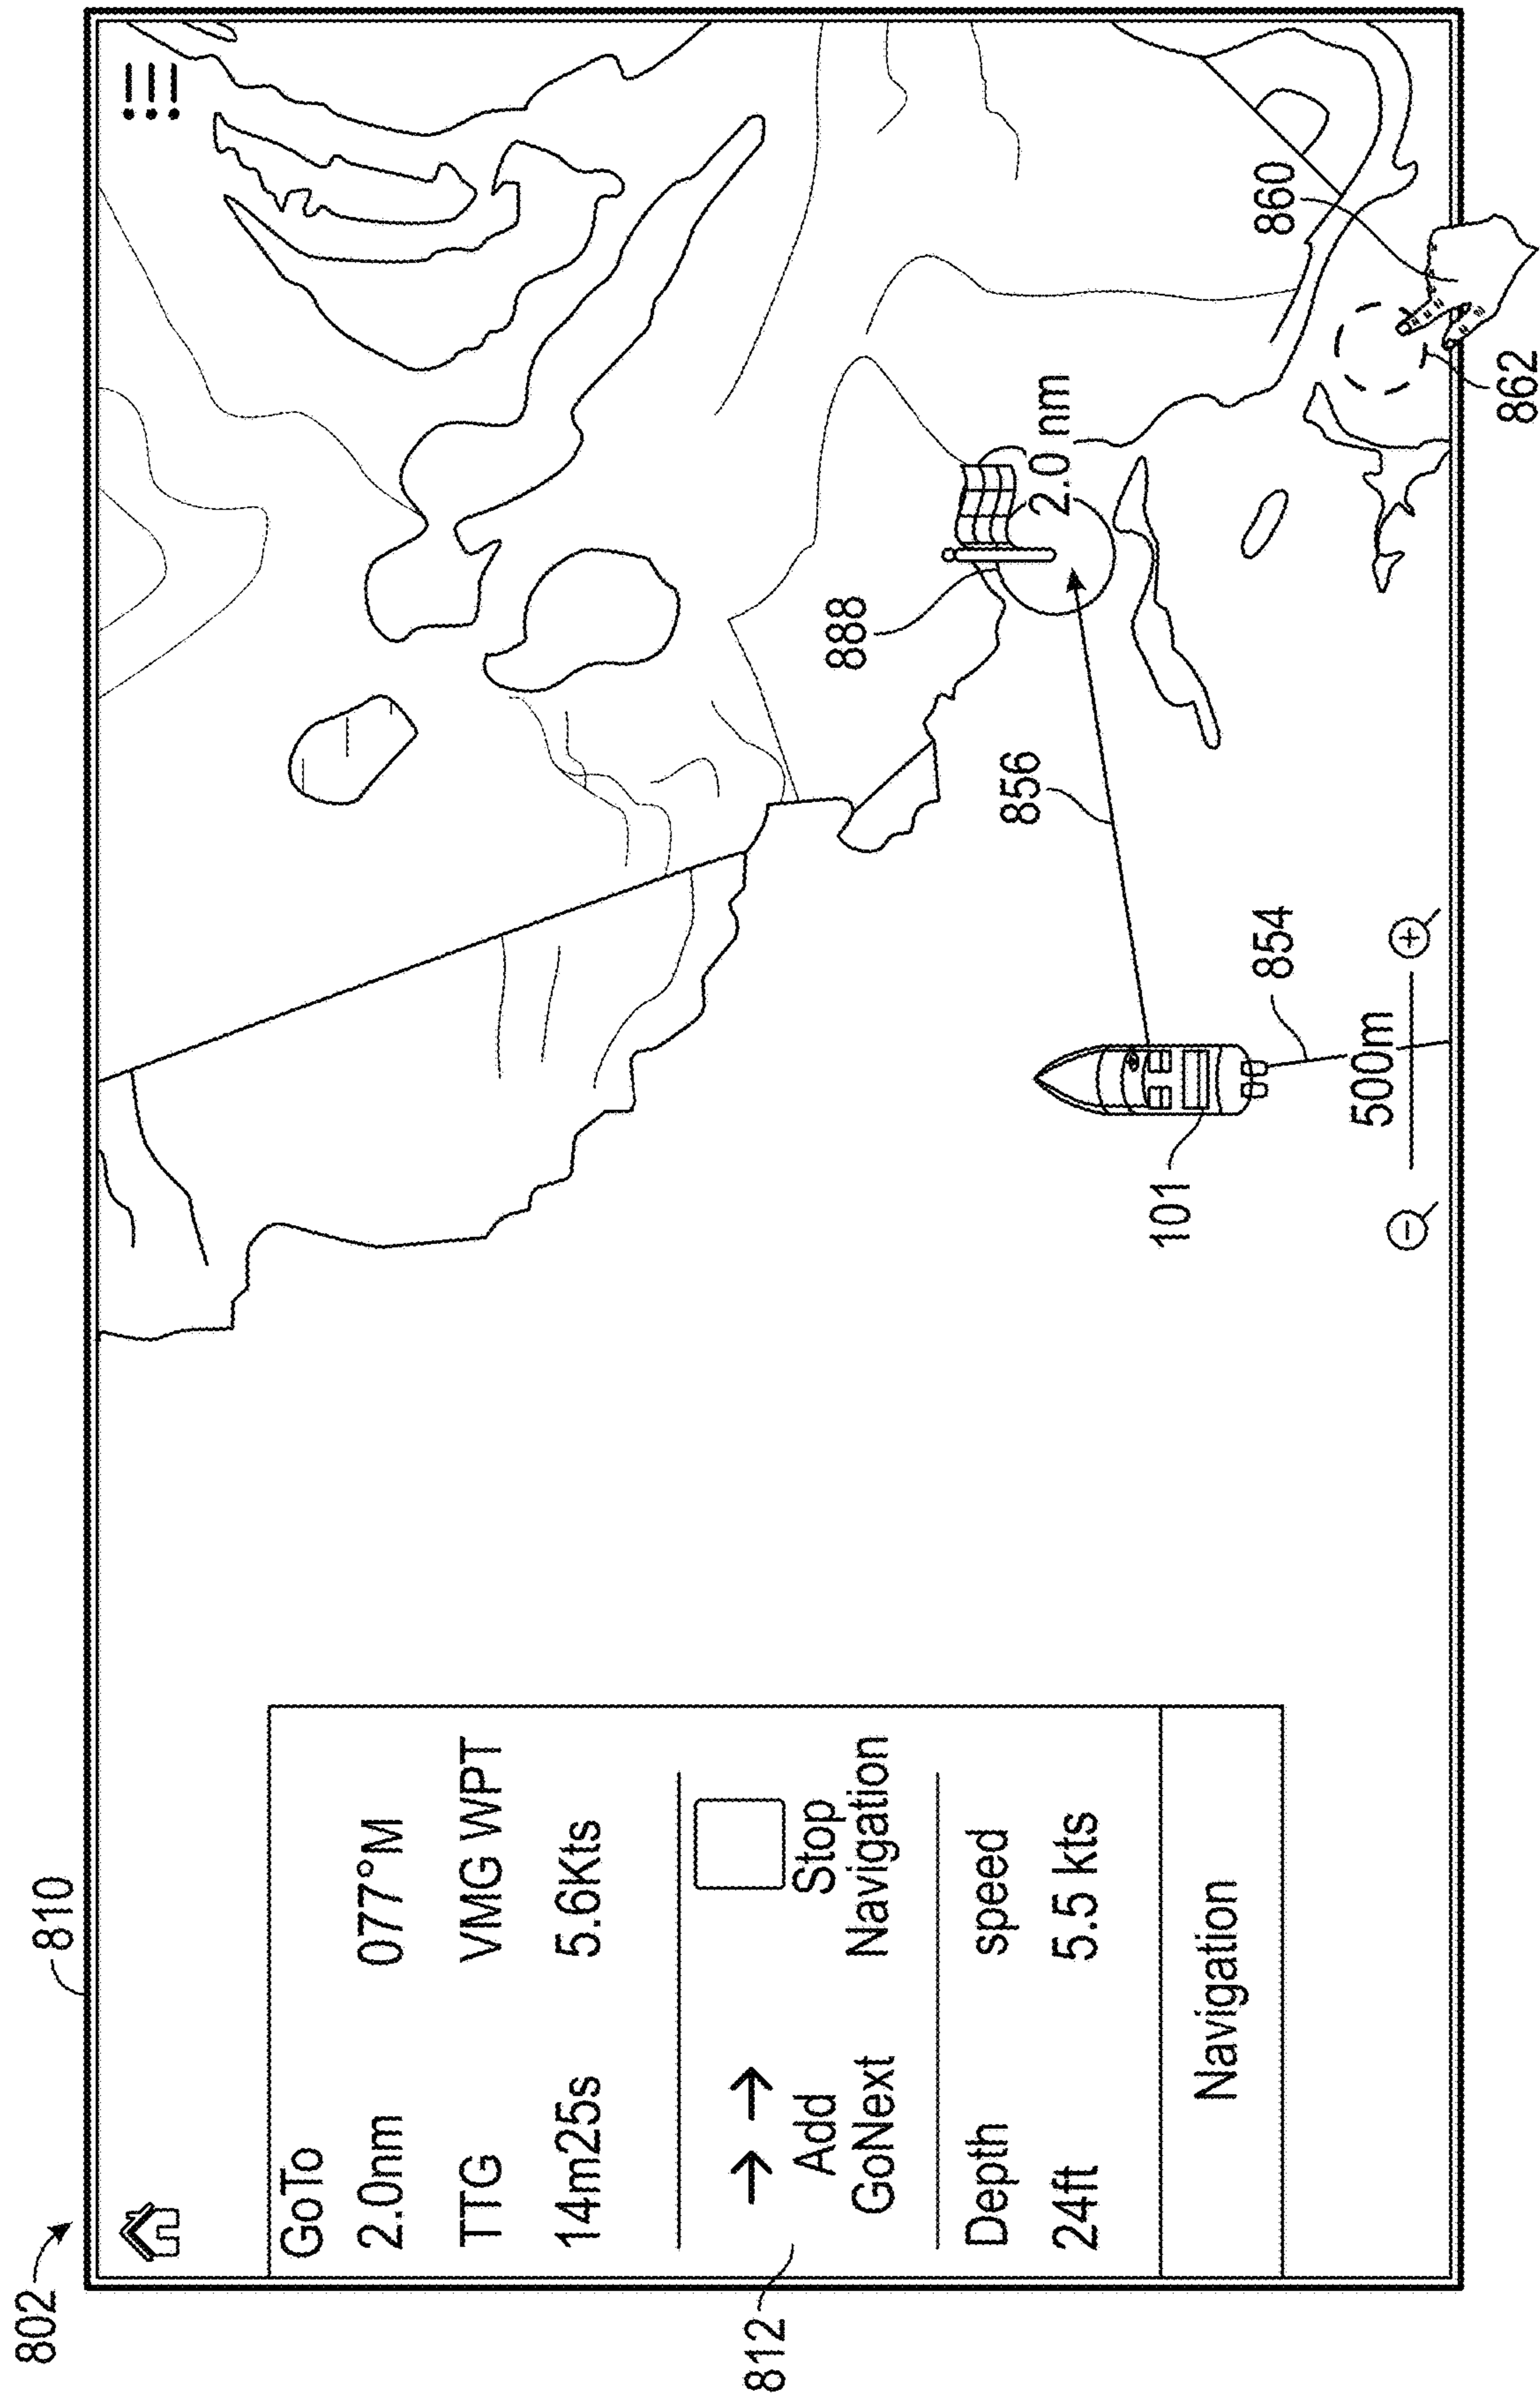 802
810
GoTo
2.0nm 077°M
TTG VMG WPT
14m25s 5.6Kts
Add
GoNext
Stop
Navigation
812
Depth speed
24ft 5.5 kts
Navigation
888
2.0 nm
856
860
101
854
500m
862